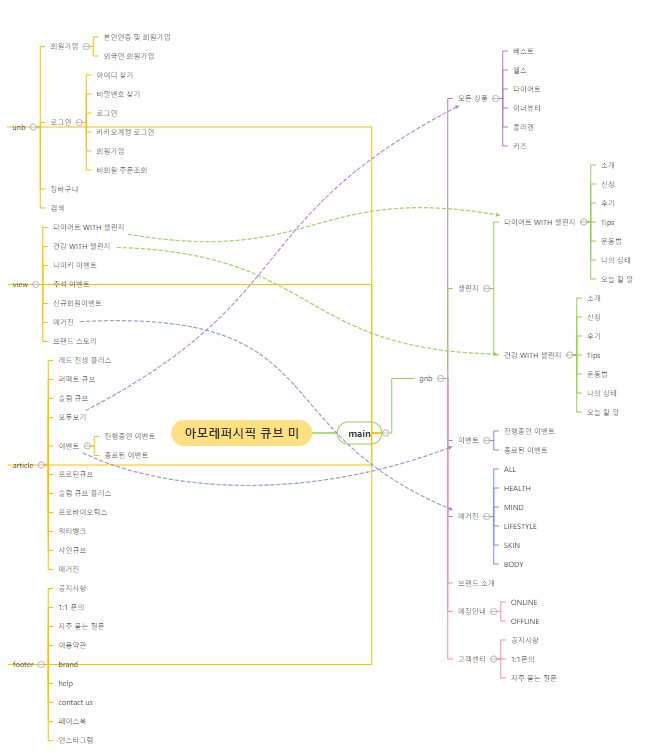 unb
회원가입
본인인증 및 회원가입
외국인 회원가입
로그인
아이디 찾기
비밀번호 찾기
로그인
카카오계정 로그인
회원가입
비회원 주문조회
장바구니
검색
view
다이어트 WITH 챌린지
건강 WITH 챌린지
나이키 이벤트
추석 이벤트
신규회원이벤트
매거진
브랜드 스토리
article
레드 진생 플러스
퍼펙트 큐브
슬림 큐브
모두보기
이벤트
진행중인 이벤트
종료된 이벤트
프로틴큐브
슬림 큐브 플러스
프로바이오틱스
워터뱅크
샤인큐브
매거진
footer
공지사항
1:1 문의
자주 묻는 질문
이용약관
brand
help
contact us
페이스북
인스타그램
아모레퍼시픽 큐브 미
main
gnb
모든 상품
베스트
헬스
다이어트
이너뷰티
콜라겐
키즈
챌린지
다이어트 WITH 챌린지
소개
신청
후기
Tips
운동법
나의 상태
오늘 할 일
건강 WITH 챌린지
소개
신청
후기
Tips
운동법
나의 상태
오늘 할 일
이벤트
진행중인 이벤트
종료된 이벤트
매거진
ALL
HEALTH
MIND
LIFESTYLE
SKIN
BODY
브랜드 소개
매장안내
ONLINE
OFFLINE
고객센터
공지사항
1:1문의
자주 묻는 질문